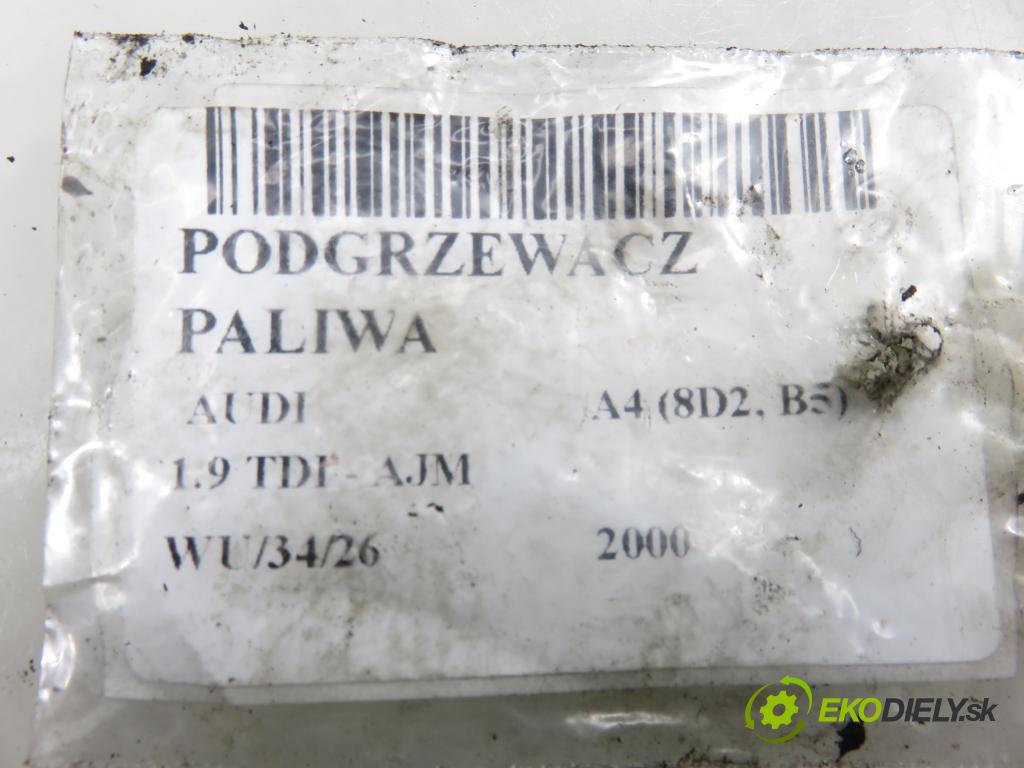 PODGRZEWACZ
PALIWA
AUDI A4 (8D2, B5)
1.9 TDI - AJM
WU/34/26 2000
EKODIELY.sk